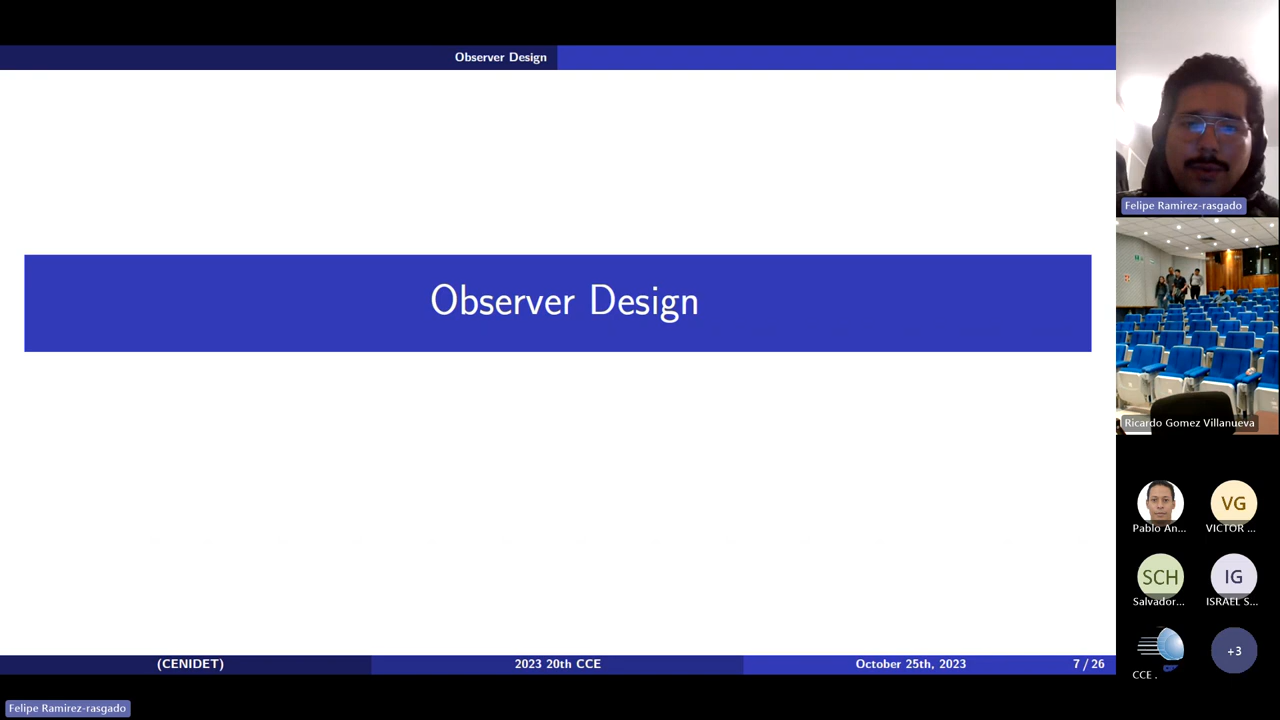 Observer Design
Observer Design
(CENIDET)
2023 20th CCE
October 25th, 2023
7 / 26
Felipe Ramirez-rasgado
Felipe Ramirez-rasgado
Ricardo Gomez Villanueva
Pablo An...
VG
VICTOR ...
SCH
Salvador...
IG
ISRAEL S...
CCE .
+3